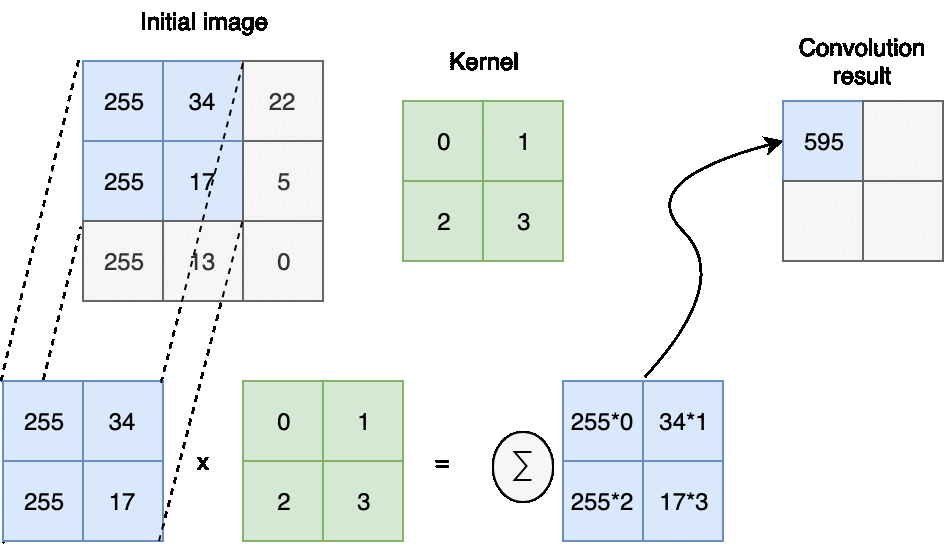 Initial image
Kernel
Convolution
result
255 34 22
255 17 5
255 13 0
0 1
2 3
595
255 34
255 17
x
0 1
2 3
=
∑
255*0 34*1
255*2 17*3